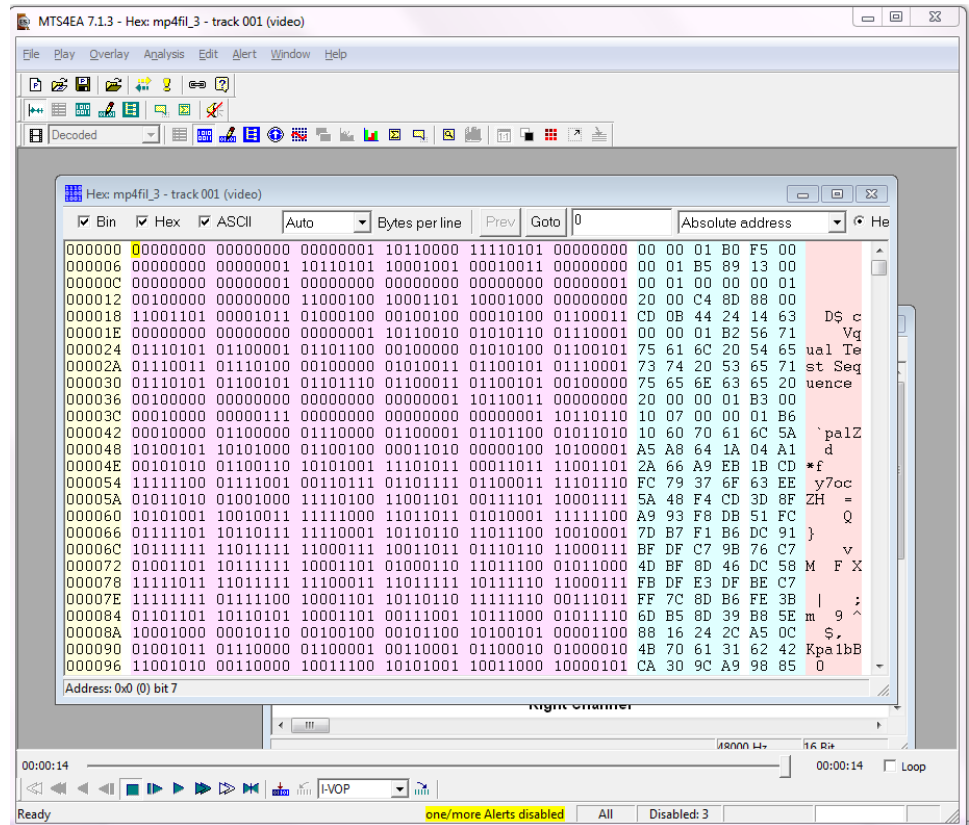 MTS4EA 7.1.3 - Hex: mp4fil_3 - track 001 (video)
File Play Overlay Analysis Edit Alert Window Help
Decoded
Hex: mp4fil_3 - track 001 (video)
Bin Hex ASCII Auto Bytes per line Prev Goto 0 Absolute address He
000000 00000000 00000000 00000001 10110000 11110101 00000000 00 00 01 B0 F5 00
000006 00000000 00000001 10110101 10001001 00010011 00000000 00 01 B5 89 13 00
00000C 00000000 00000001 00000000 00000000 00000000 00000001 00 01 00 00 00 01
000012 00100000 00000000 11000100 10001101 10001000 00000000 20 00 C4 8D 88 00
000018 11001101 00001011 01000100 00100100 00010100 01100011 CD 0B 44 24 14 63 D$ c
00001E 00000000 00000000 00000001 10110010 01010110 01110001 00 00 01 B2 56 71 Vq
000024 01110101 01100001 01101100 00100000 01010100 01100101 75 61 6C 20 54 65 ual Te
00002A 01110011 01110100 00100000 01010011 01100101 01110001 73 74 20 53 65 71 st Seq
000030 01110101 01100101 01101110 01100011 01100101 00100000 75 65 6E 63 65 20 uence
000036 00100000 00000000 00000000 00000001 10110011 00000000 20 00 00 01 B3 00
00003C 00010000 00000111 00000000 00000000 00000001 10110110 10 07 00 00 01 B6
000042 00010000 01100000 01110000 01100001 01101100 01011010 10 60 70 61 6C 5A `palZ
000048 10100101 10101000 01100100 00011010 00000100 10100001 A5 A8 64 1A 04 A1 d
00004E 00101010 01100110 10101001 11101011 00011011 11001101 2A 66 A9 EB 1B CD *f
000054 11111100 01111001 00110111 01101111 01100011 11101110 FC 79 37 6F 63 EE y7oc
00005A 01011010 01001000 11110100 11001101 00111101 10001111 5A 48 F4 CD 3D 8F ZH =
000060 10101001 10010011 11111000 11011011 01010001 11111100 A9 93 F8 DB 51 FC Q
000066 01111101 10110111 11110001 10110110 11011100 10010001 7D B7 F1 B6 DC 91 }
00006C 10111111 11011111 11000111 10011011 01110110 11000111 BF DF C7 9B 76 C7 v
000072 01001101 10111111 10001101 01000110 11011100 01011000 4D BF 8D 46 DC 58 M F X
000078 11111011 11011111 11100011 11011111 10111110 11000111 FB DF E3 DF BE C7
00007E 11111111 01111100 10001101 10110110 11111110 00111011 FF 7C 8D B6 FE 3B | ;
000084 01101101 10110101 10001101 00111001 10111000 01011110 6D B5 8D 39 B8 5E m 9 ^
00008A 10001000 00010110 00100100 00101100 10100101 00001100 88 16 24 2C A5 0C $,
000090 01001011 01110000 01100001 00110001 01100010 01000010 4B 70 61 31 62 42 Kpa1bB
000096 11001010 00110000 10011100 10101001 10011000 10000101 CA 30 9C A9 98 85 0
Address: 0x0 (0) bit 7
48000 Hz 16 Bit
00:00:14 00:00:14 Loop
I-VOP
Ready one/more Alerts disabled All Disabled: 3